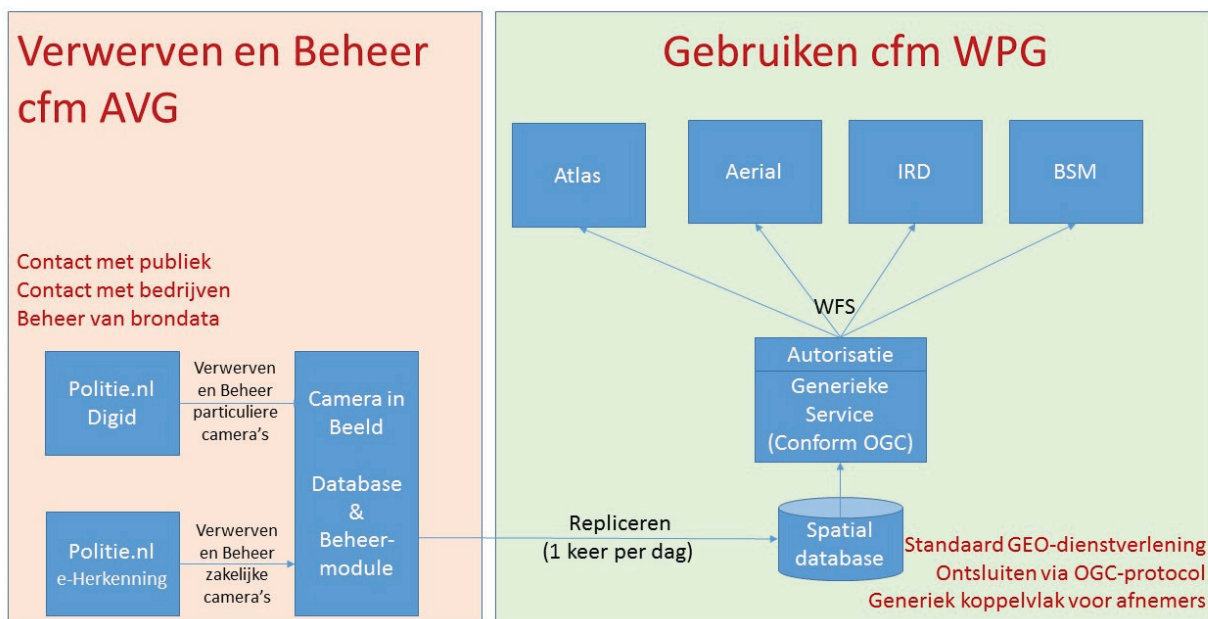 Verwerven en Beheer
cfm AVG
Contact met publiek
Contact met bedrijven
Beheer van brondata
Politie.nl
Digid
Verwerven
en Beheer
particuliere
camera's
Camera in
Beeld
Database
&
Beheer-
module
Politie.nl
e-Herkenning
Verwerven
en Beheer
zakelijke
camera's
Gebruiken cfm WPG
Atlas
Aerial
IRD
BSM
WFS
Autorisatie
Generieke
Service
(Conform OGC)
Repliceren
(1 keer per dag)
Spatial
database
Standaard GEO-dienstverlening
Ontsluiten via OGC-protocol
Generiek koppelvlak voor afnemers